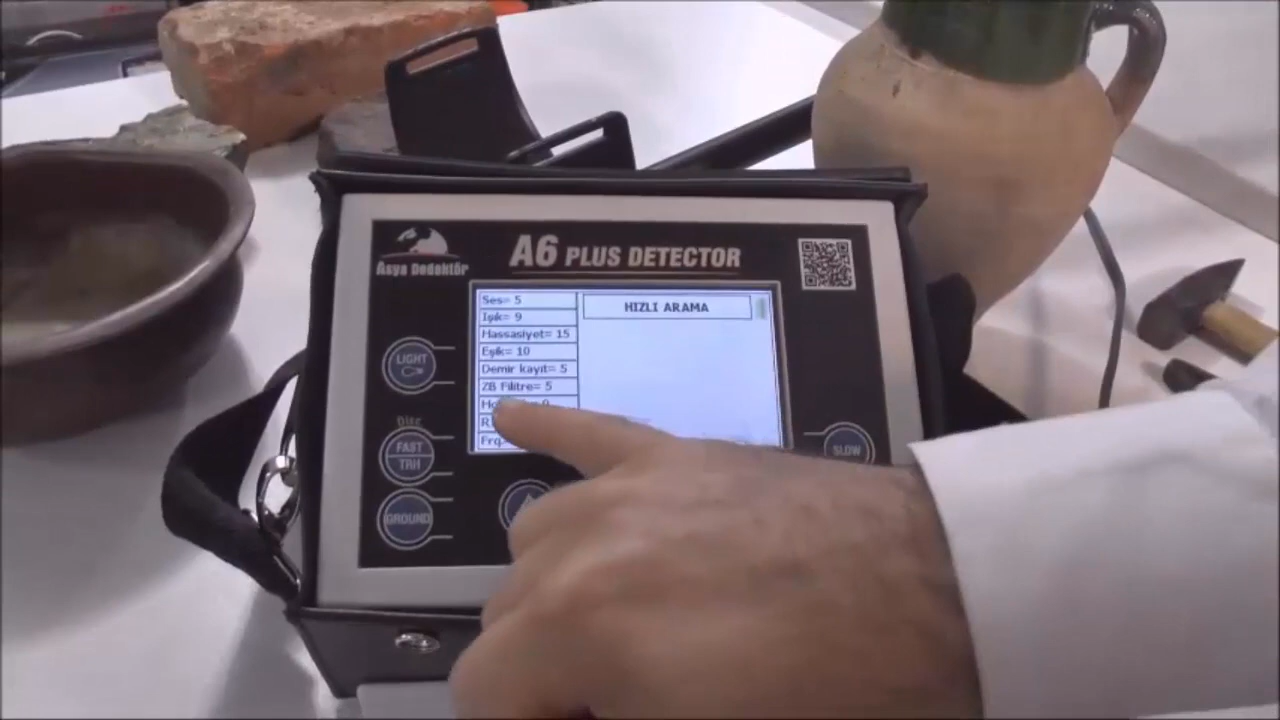 A6 PLUS DETECTOR
Asya Dedektör
Ses= 5
Işık= 9
Hassasiyet= 15
Eşik= 10
Demir kayıt= 5
ZB Filitre= 5
Frq=
HIZLI ARAMA
LIGHT
Disc
FAST
TRH
GROUND
SLOW